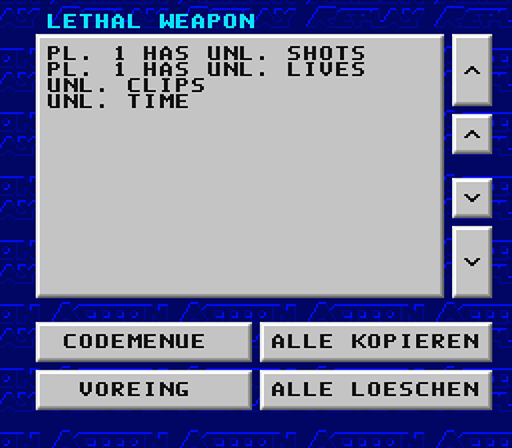 LETHAL WEAPON
PL. 1 HAS UNL. SHOTS
PL. 1 HAS UNL. LIVES
UNL. CLIPS
UNL. TIME
CODEMENUE
ALLE KOPIEREN
VOREING
ALLE LOESCHEN